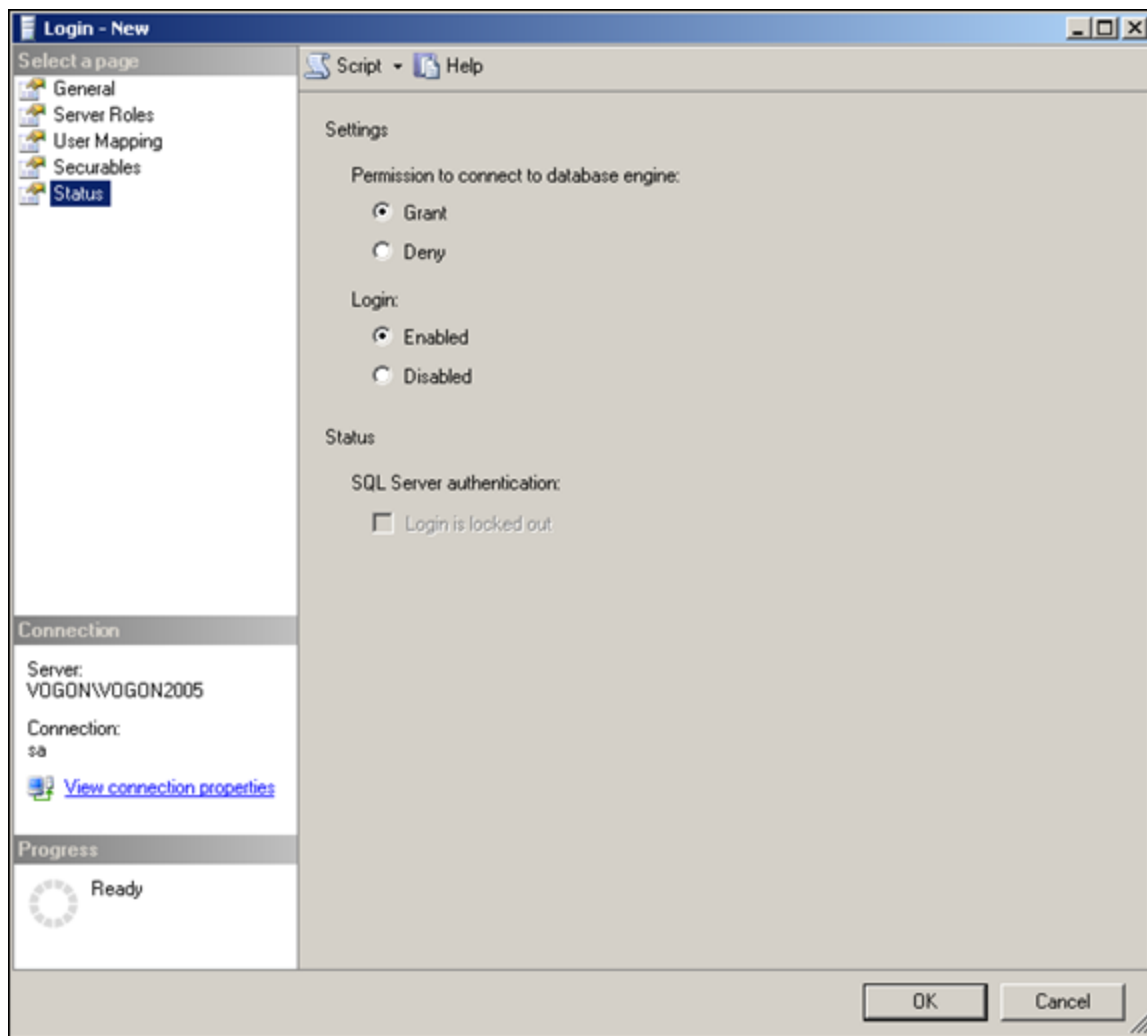 Login - New
Select a page
General
Server Roles
User Mapping
Securables
Status
Script
Help
Settings
Permission to connect to database engine:
Grant
Deny
Login:
Enabled
Disabled
Status
SQL Server authentication:
Login is locked out
Connection
Server:
VOGON\VOGON2005
Connection:
sa
View connection properties
Progress
Ready
OK
Cancel